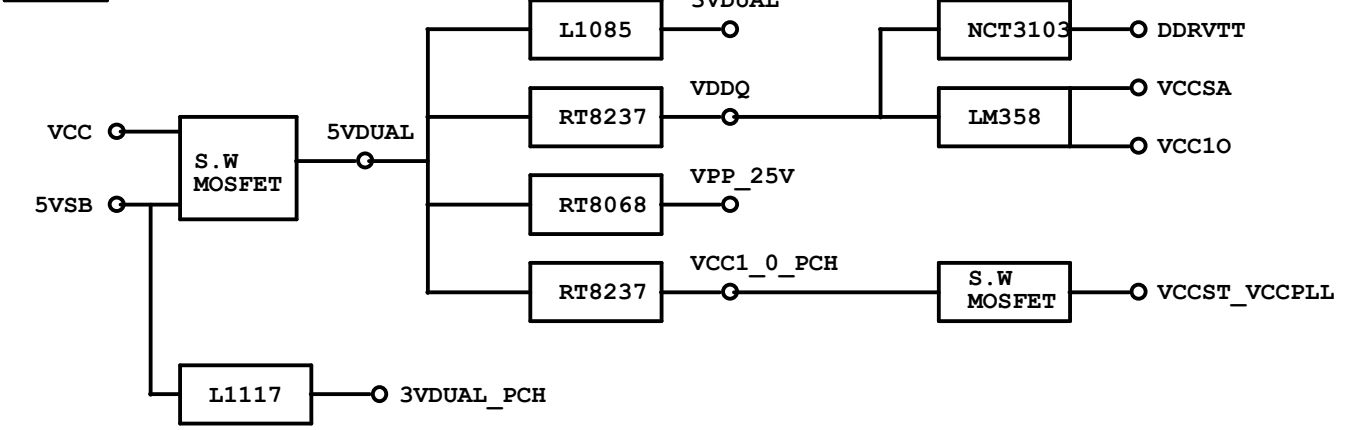 3VDUAL
L1085
NCT3103
DDRVTT
VDDQ
VCCSA
RT8237
LM358
VCC
5VDUAL
VCC1O
S.W
MOSFET
VPP_25V
5VSB
RT8068
VCC1_0_PCH
S.W
MOSFET
RT8237
VCCST_VCCPLL
L1117
3VDUAL_PCH